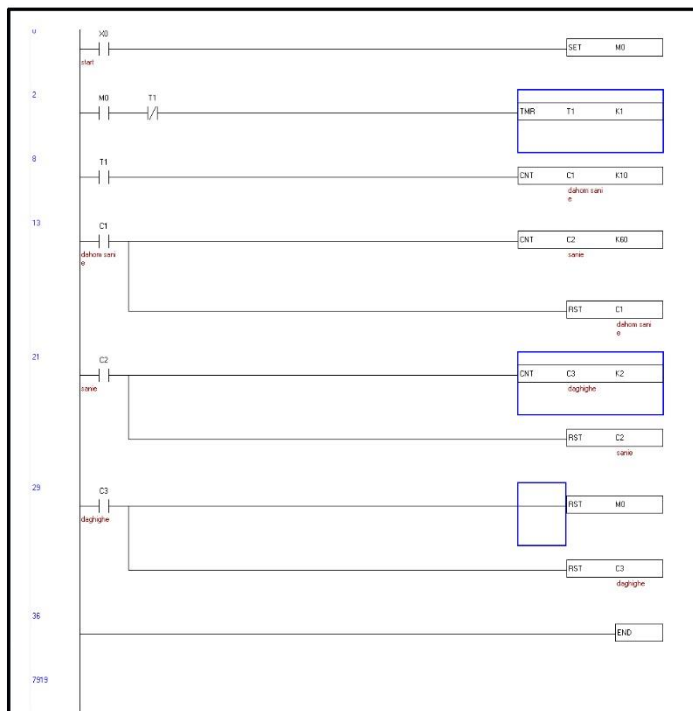 0
X0
SET M0
start
2
M0 T1
TMR T1 K1
8
T1
CNT C1 K10
dahom sani
e
13
C1
CNT C2 K60
dahom sani
e
sanie
RST C1
dahom sani
e
21
C2
CNT C3 K2
sanie
daghighe
RST C2
sanie
29
C3
RST M0
daghighe
RST C3
daghighe
36
END
7919